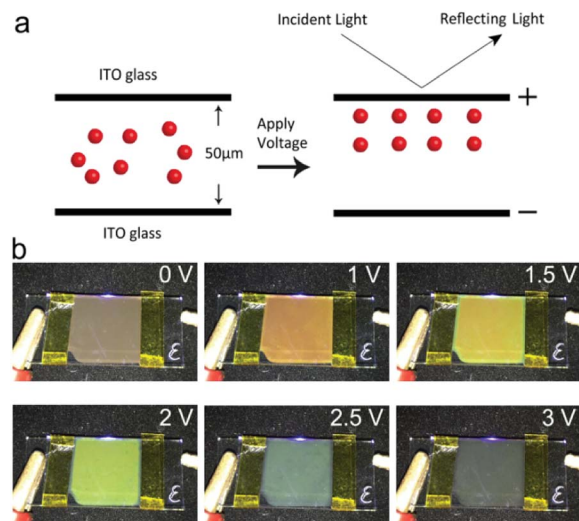 a
Incident Light
Reflecting Light
ITO glass
+
50μm
Apply
Voltage
−
ITO glass
b
0 V
1 V
1.5 V
2 V
2.5 V
3 V